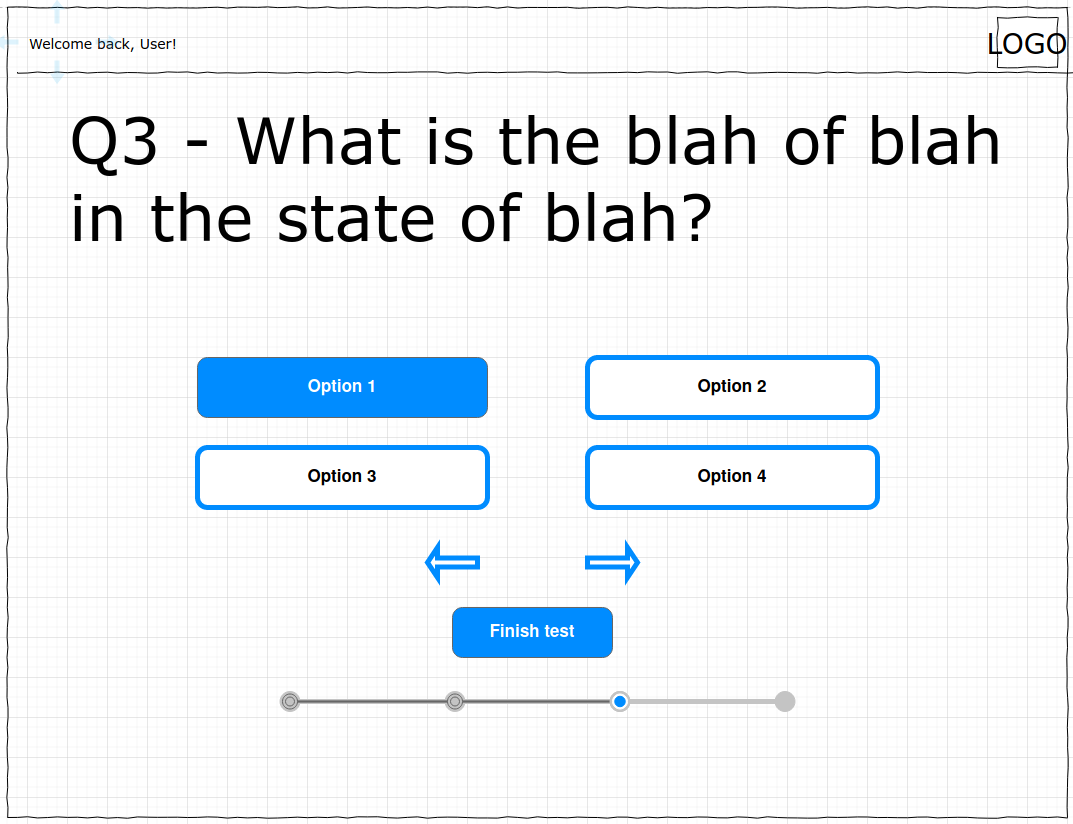 Welcome back, User!
LOGO
Q3 - What is the blah of blah
in the state of blah?
Option 1
Option 2
Option 3
Option 4
Finish test